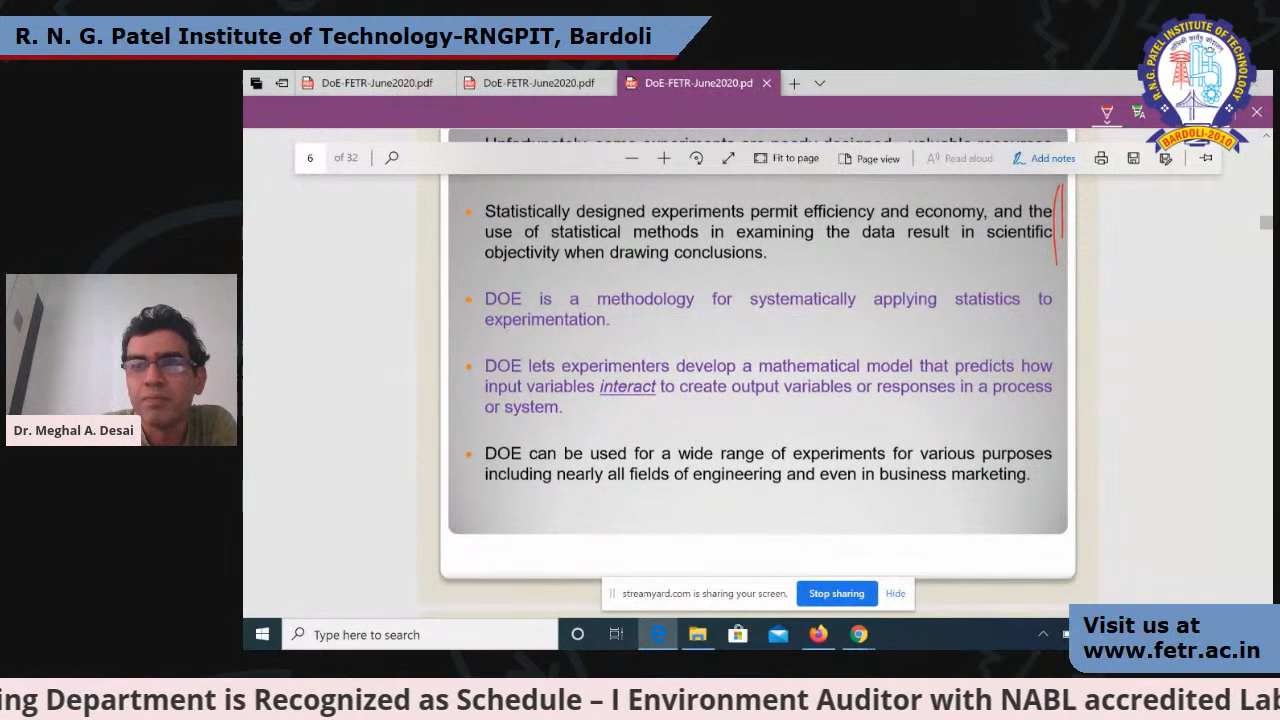 R. N. G. Patel Institute of Technology-RNGPIT, Bardoli
R.N.G. PATEL INSTITUTE OF TECHNOLOGY
BARDOLI-2010
DoE-FETR-June2020.pdf
DoE-FETR-June2020.pdf
DoE-FETR-June2020.pd
6 of 32
Fit to page
Page view
Read aloud
Add notes
• Statistically designed experiments permit efficiency and economy, and the
use of statistical methods in examining the data result in scientific
objectivity when drawing conclusions.
• DOE is a methodology for systematically applying statistics to
experimentation.
• DOE lets experimenters develop a mathematical model that predicts how
input variables interact to create output variables or responses in a process
or system.
• DOE can be used for a wide range of experiments for various purposes
including nearly all fields of engineering and even in business marketing.
Dr. Meghal A. Desai
streamyard.com is sharing your screen.
Stop sharing
Hide
Type here to search
Visit us at
www.fetr.ac.in
ing Department is Recognized as Schedule – I Environment Auditor with NABL accredited Lab